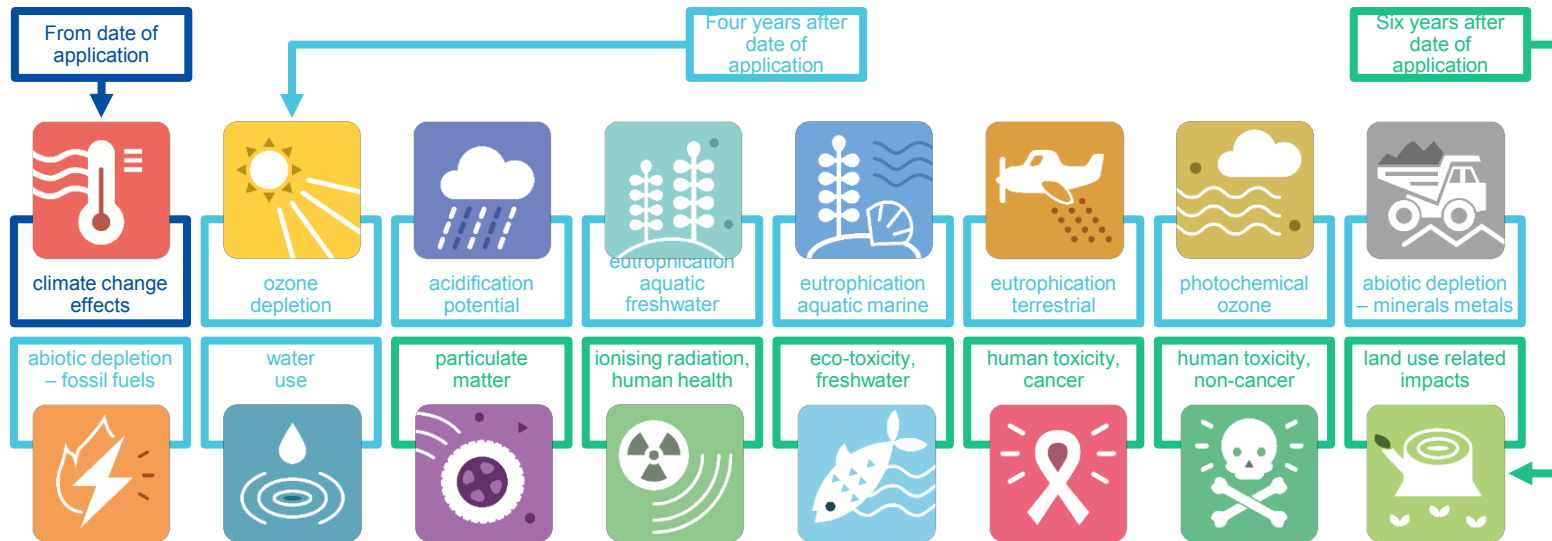 From date of
application
Four years after
date of
application
Six years after
date of
application
climate change
effects
ozone
depletion
acidification
potential
eutrophication
aquatic
freshwater
eutrophication
aquatic marine
eutrophication
terrestrial
photochemical
ozone
abiotic depletion
– minerals metals
abiotic depletion
– fossil fuels
water
use
particulate
matter
ionising radiation,
human health
eco-toxicity,
freshwater
human toxicity,
cancer
human toxicity,
non-cancer
land use related
impacts